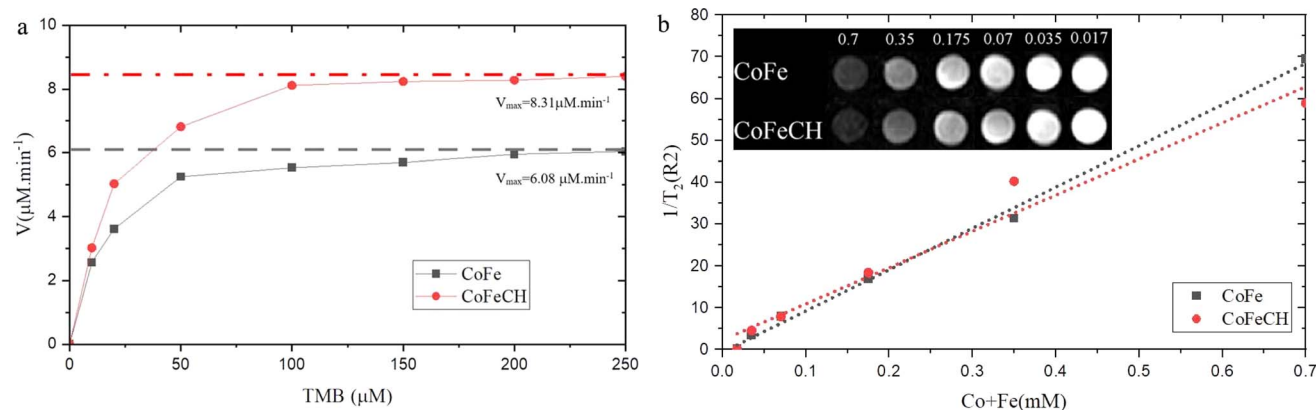 a
10
8
6
4
2
0
V(μM.min-1)
Vmax=8.31μM.min-1
Vmax=6.08 μM.min-1
CoFe
CoFeCH
0 50 100 150 200 250
TMB (μM)
b
80
70
60
50
40
30
20
10
0
1/T2(R2)
0.7 0.35 0.175 0.07 0.035 0.017
CoFe
CoFeCH
CoFe
CoFeCH
0.0 0.1 0.2 0.3 0.4 0.5 0.6 0.7
Co+Fe(mM)